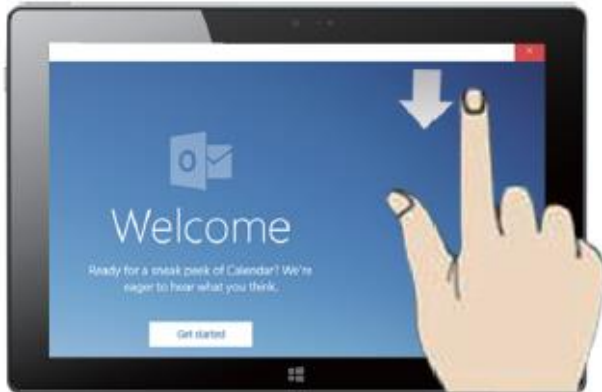 Welcome
Ready for a sneak peek of Calendar? We're
eager to hear what you think.
Get started